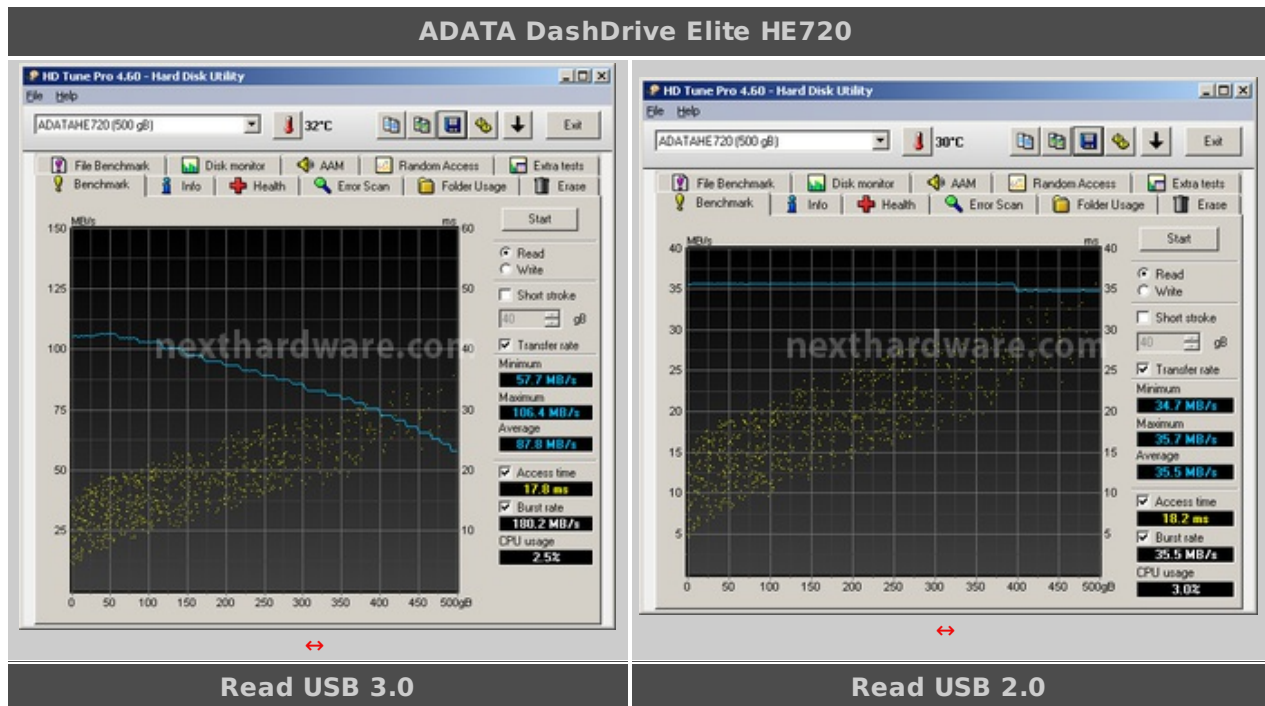 ADATA DashDrive Elite HE720
HD Tune Pro 4.60 - Hard Disk Utility
File Help
ADATAHE720 (500 gB)
32°C
Exit
File Benchmark Disk monitor AAM Random Access Extra tests
Benchmark Info Health Error Scan Folder Usage Erase
MB/s
ms
150
125
100
75
50
25
60
50
40
30
20
10
0 50 100 150 200 250 300 350 400 450 500gB
nexthardware.com
Start
Read
Write
Short stroke
40 gB
Transfer rate
Minimum
57.7 MB/s
Maximum
106.4 MB/s
Average
87.8 MB/s
Access time
17.8 ms
Burst rate
180.2 MB/s
CPU usage
2.5%
↔
Read USB 3.0
HD Tune Pro 4.60 - Hard Disk Utility
File Help
ADATAHE720 (500 gB)
30°C
Exit
File Benchmark Disk monitor AAM Random Access Extra tests
Benchmark Info Health Error Scan Folder Usage Erase
MB/s
ms
40
35
30
25
20
15
10
5
40
35
30
25
20
15
10
5
0 50 100 150 200 250 300 350 400 450 500gB
nexthardware.com
Start
Read
Write
Short stroke
40 gB
Transfer rate
Minimum
34.7 MB/s
Maximum
35.7 MB/s
Average
35.5 MB/s
Access time
18.2 ms
Burst rate
35.5 MB/s
CPU usage
3.0%
↔
Read USB 2.0